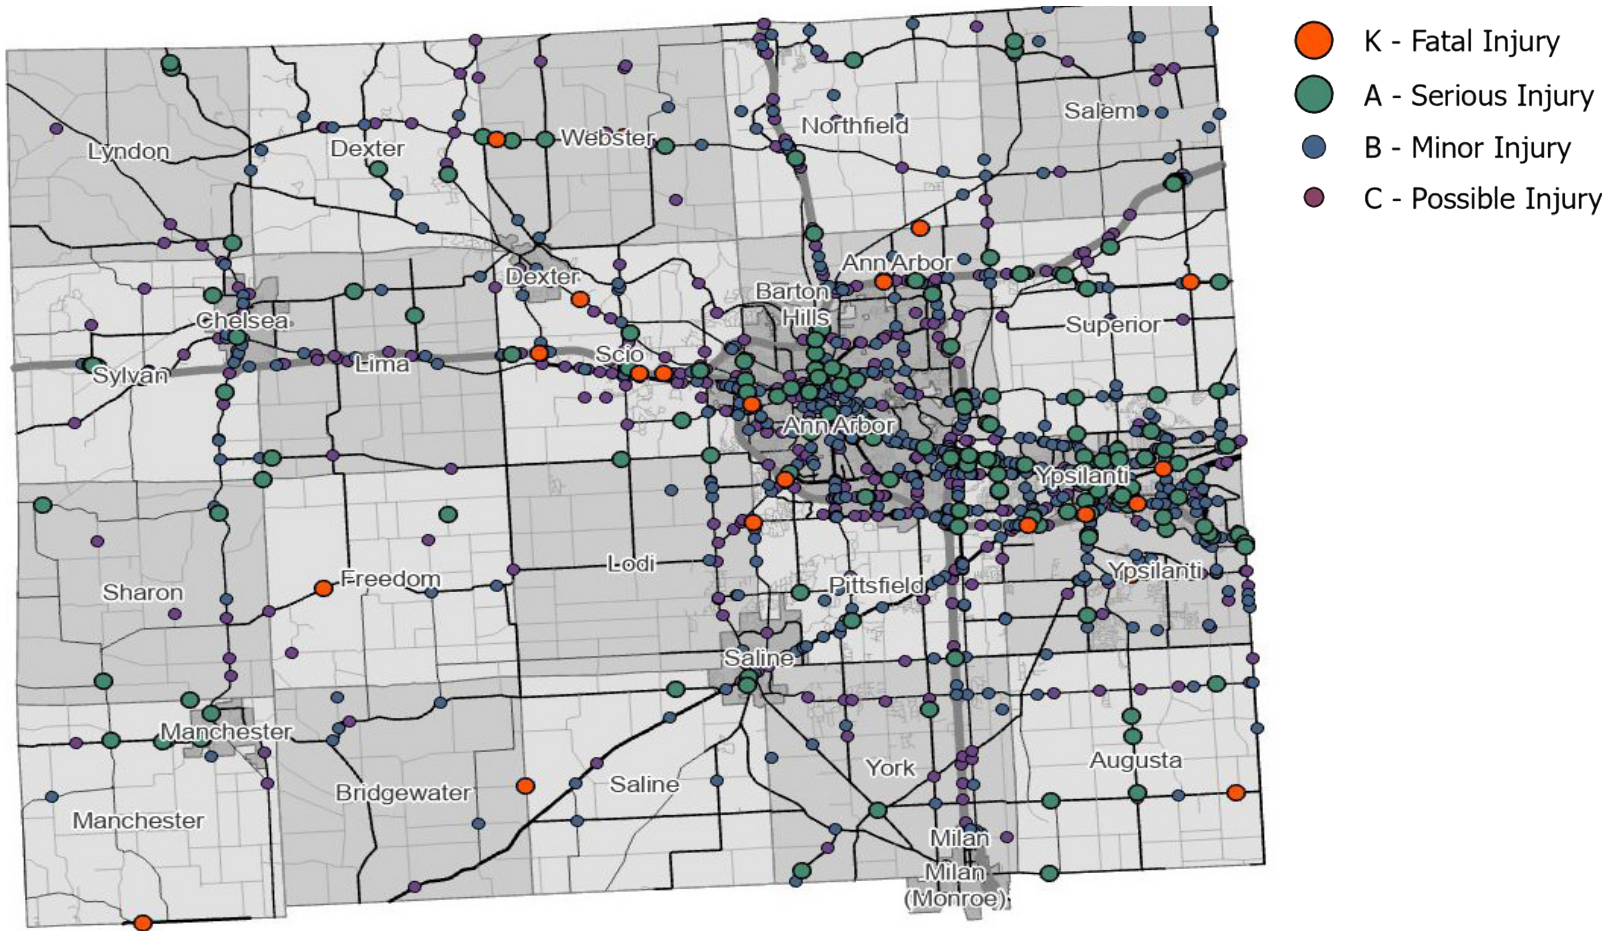 K - Fatal Injury
A - Serious Injury
B - Minor Injury
C - Possible Injury
Lyndon
Dexter
Webster
Northfield
Salem
Chelsea
Dexter
Barton
Hills
Ann Arbor
Superior
Sylvan
Lima
Scio
Ann Arbor
Ypsilanti
Sharon
Freedom
Lodi
Pittsfield
Ypsilanti
Saline
Manchester
Manchester
Bridgewater
Saline
York
Augusta
Milan
Milan
(Monroe)